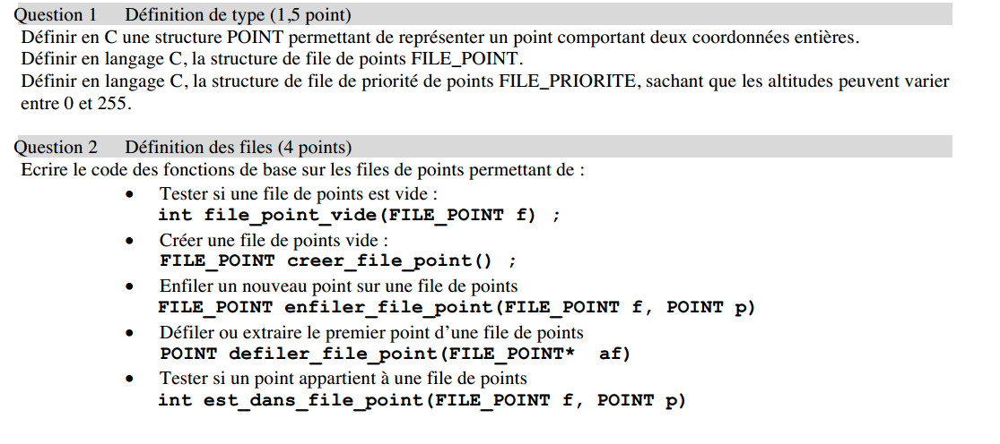 Question 1 Définition de type (1,5 point)
Définir en C une structure POINT permettant de représenter un point comportant deux coordonnées entières.
Définir en langage C, la structure de file de points FILE_POINT.
Définir en langage C, la structure de file de priorité de points FILE_PRIORITE, sachant que les altitudes peuvent varier
entre 0 et 255.
Question 2 Définition des files (4 points)
Ecrire le code des fonctions de base sur les files de points permettant de :
• Tester si une file de points est vide :
int file_point_vide(FILE_POINT f) ;
• Créer une file de points vide :
FILE_POINT creer_file_point() ;
• Enfiler un nouveau point sur une file de points
FILE_POINT enfiler_file_point(FILE_POINT f, POINT p)
• Défiler ou extraire le premier point d’une file de points
POINT defiler_file_point(FILE_POINT* af)
• Tester si un point appartient à une file de points
int est_dans_file_point(FILE_POINT f, POINT p)